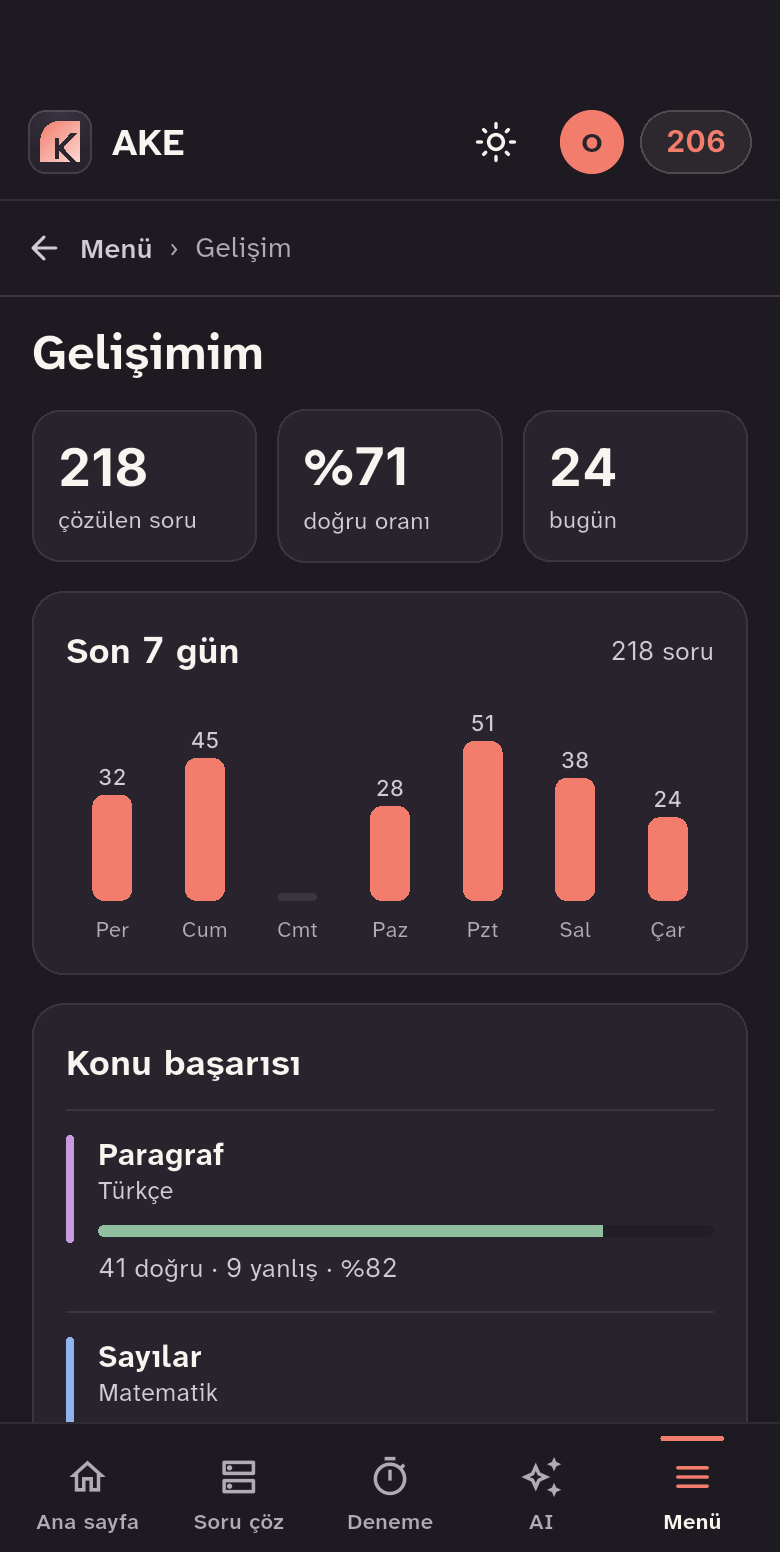 K AKE O 206
← Menü › Gelişim
Gelişimim
218 %71 24
çözülen soru doğru oranı bugün
Son 7 gün 218 soru
32 45 28 51 38 24
Per Cum Cmt Paz Pzt Sal Çar
Konu başarısı
Paragraf
Türkçe
41 doğru · 9 yanlış · %82
Sayılar
Matematik
Ana sayfa Soru çöz Deneme AI Menü